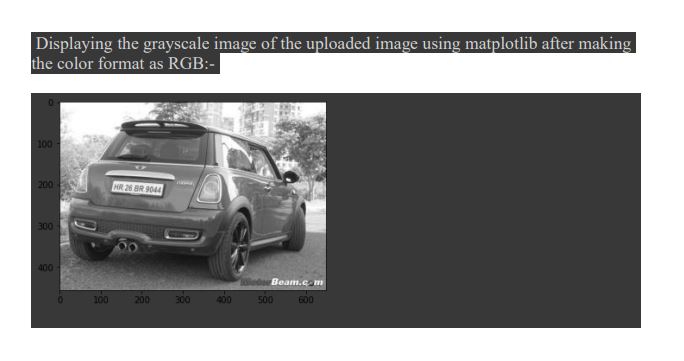 Displaying the grayscale image of the uploaded image using matplotlib after making
the color format as RGB:-
0
100
200
300
400
HR 26 BR 9044
Beam.com
0 100 200 300 400 500 600